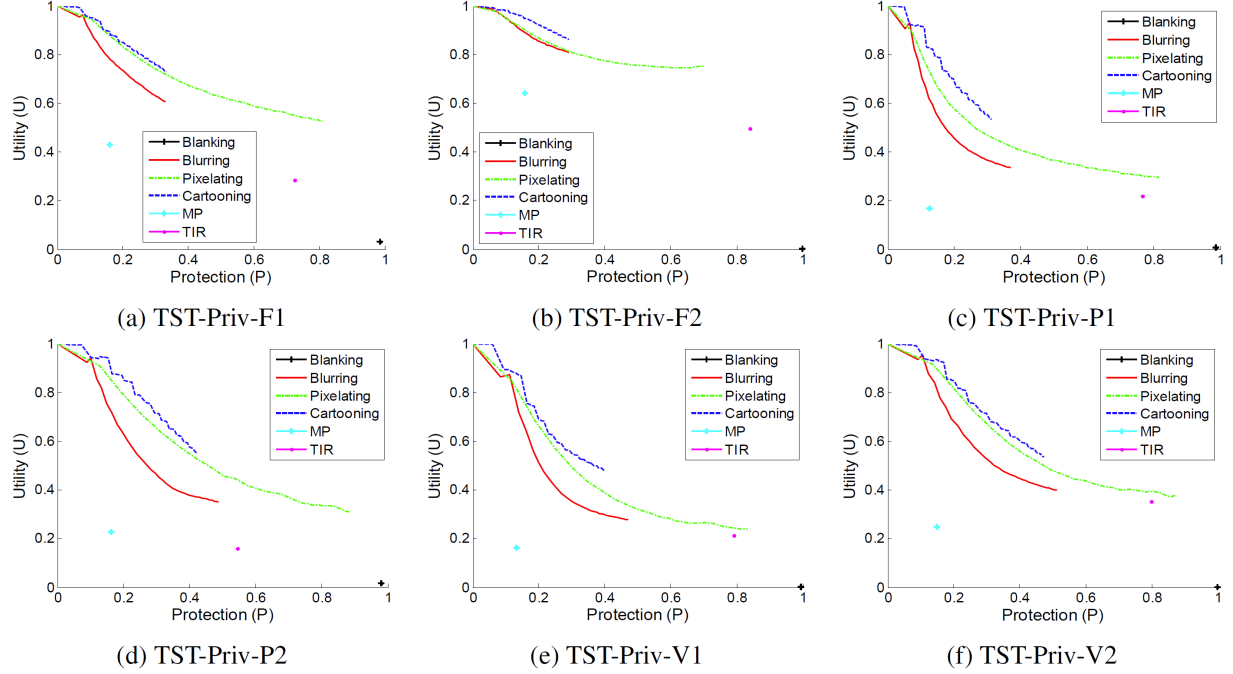 1
0.8
0.6
0.4
0.2
0
0 0.2 0.4 0.6 0.8 1
Utility (U)
Protection (P)
Blanking
Blurring
Pixelating
Cartooning
MP
TIR
(a) TST-Priv-F1
1
0.8
0.6
0.4
0.2
0
0 0.2 0.4 0.6 0.8 1
Utility (U)
Protection (P)
Blanking
Blurring
Pixelating
Cartooning
MP
TIR
(b) TST-Priv-F2
1
0.8
0.6
0.4
0.2
0
0 0.2 0.4 0.6 0.8 1
Utility (U)
Protection (P)
Blanking
Blurring
Pixelating
Cartooning
MP
TIR
(c) TST-Priv-P1
1
0.8
0.6
0.4
0.2
0
0 0.2 0.4 0.6 0.8 1
Utility (U)
Protection (P)
Blanking
Blurring
Pixelating
Cartooning
MP
TIR
(d) TST-Priv-P2
1
0.8
0.6
0.4
0.2
0
0 0.2 0.4 0.6 0.8 1
Utility (U)
Protection (P)
Blanking
Blurring
Pixelating
Cartooning
MP
TIR
(e) TST-Priv-V1
1
0.8
0.6
0.4
0.2
0
0 0.2 0.4 0.6 0.8 1
Utility (U)
Protection (P)
Blanking
Blurring
Pixelating
Cartooning
MP
TIR
(f) TST-Priv-V2